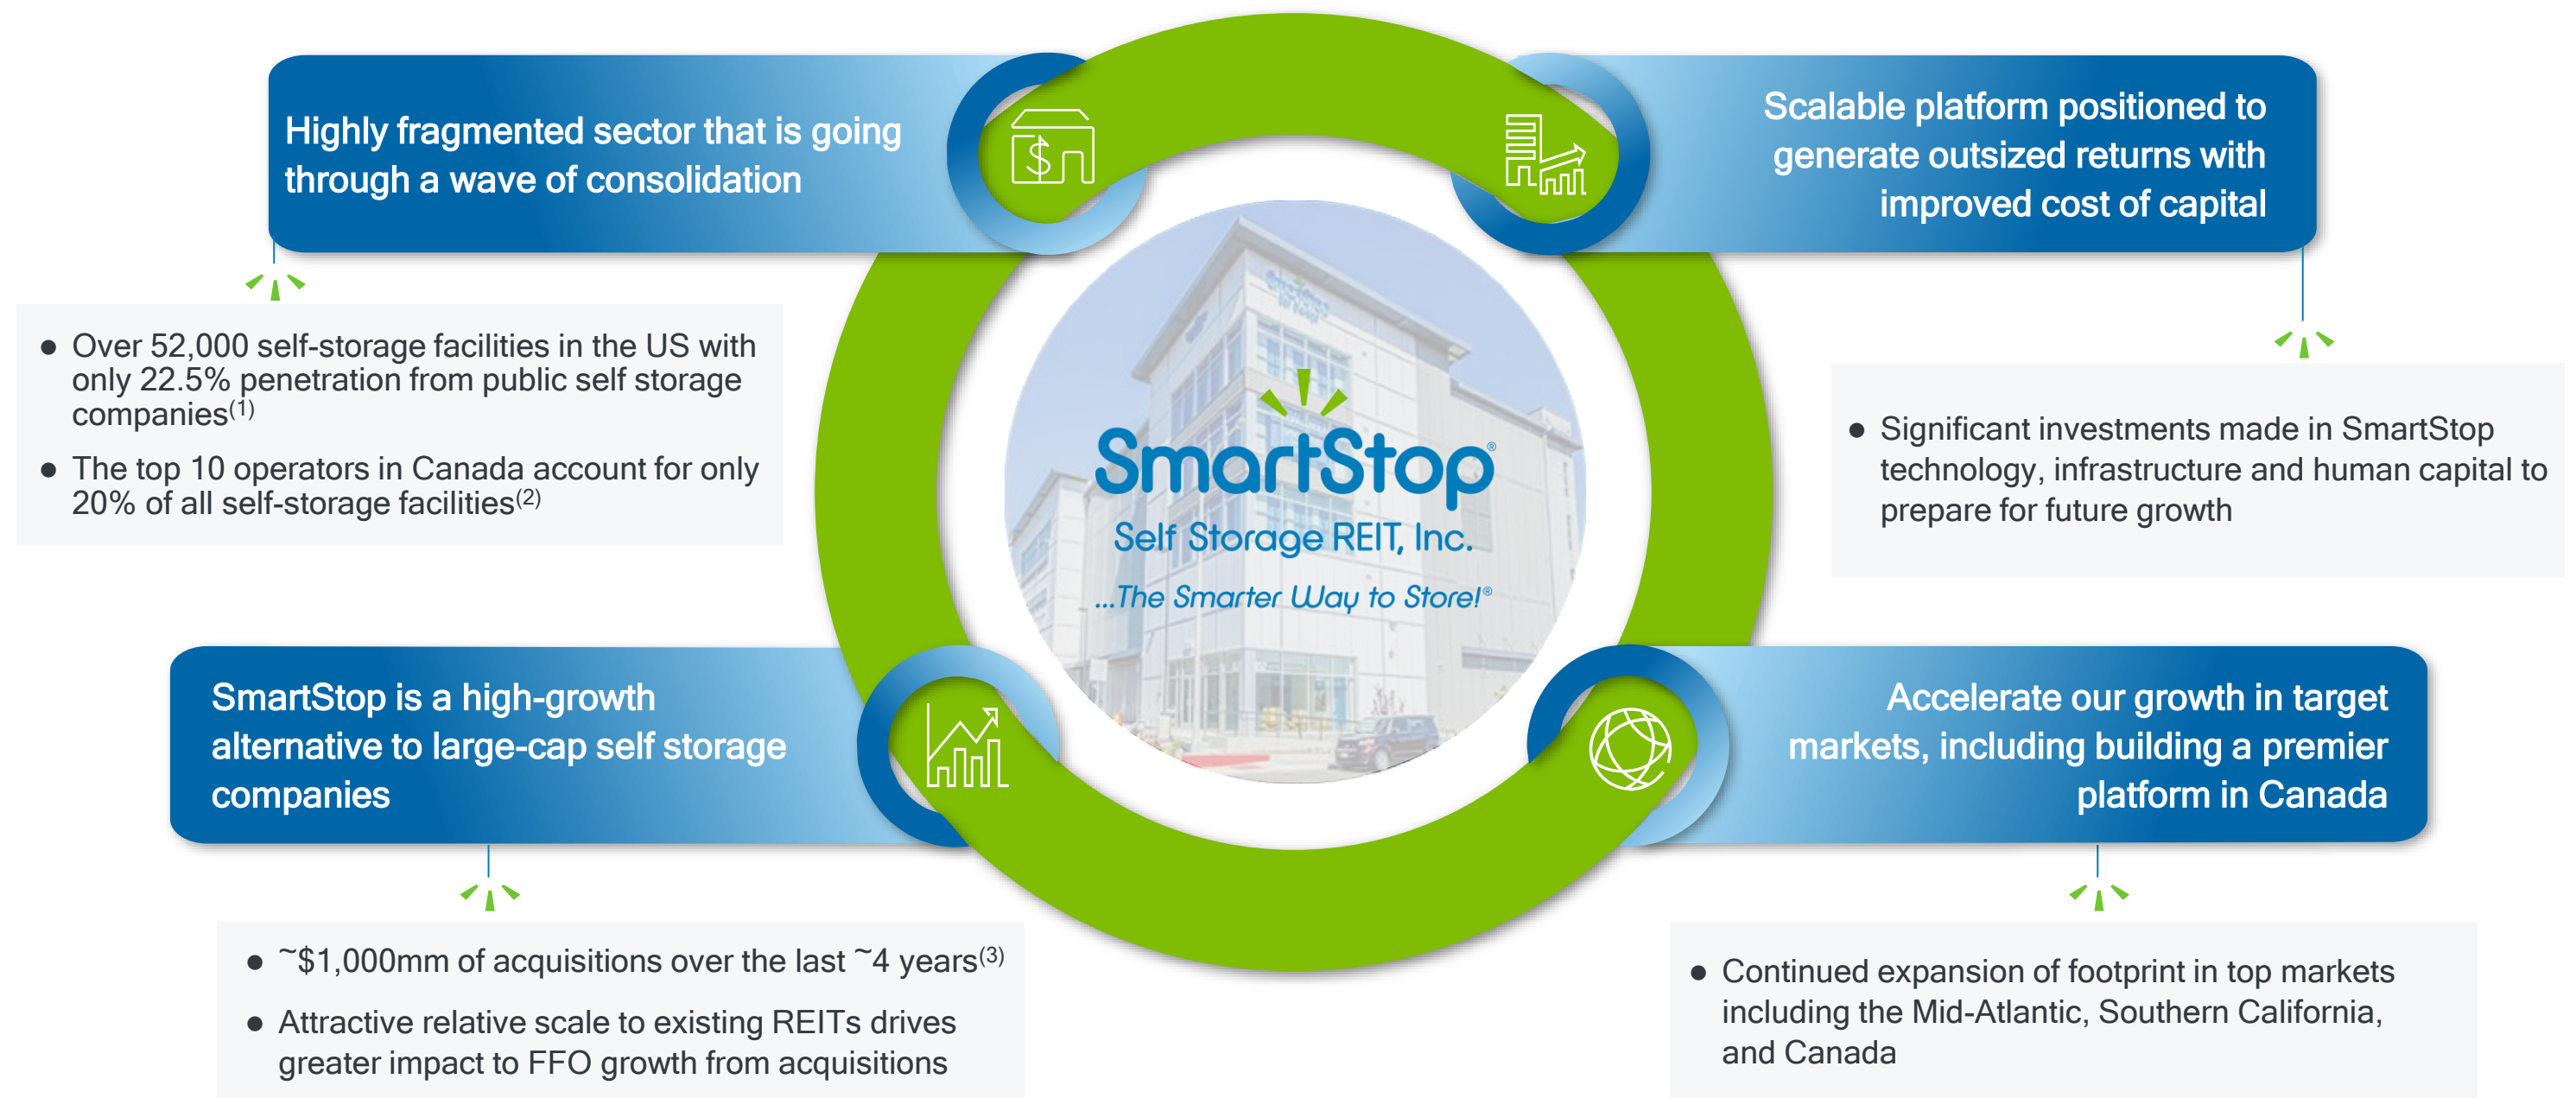 Highly fragmented sector that is going
through a wave of consolidation
● Over 52,000 self-storage facilities in the US with
only 22.5% penetration from public self storage
companies(1)
● The top 10 operators in Canada account for only
20% of all self-storage facilities(2)
Scalable platform positioned to
generate outsized returns with
improved cost of capital
● Significant investments made in SmartStop
technology, infrastructure and human capital to
prepare for future growth
SmartStop®
Self Storage REIT, Inc.
...The Smarter Way to Store!®
SmartStop is a high-growth
alternative to large-cap self storage
companies
● ~$1,000mm of acquisitions over the last ~4 years(3)
● Attractive relative scale to existing REITs drives
greater impact to FFO growth from acquisitions
Accelerate our growth in target
markets, including building a premier
platform in Canada
● Continued expansion of footprint in top markets
including the Mid-Atlantic, Southern California,
and Canada